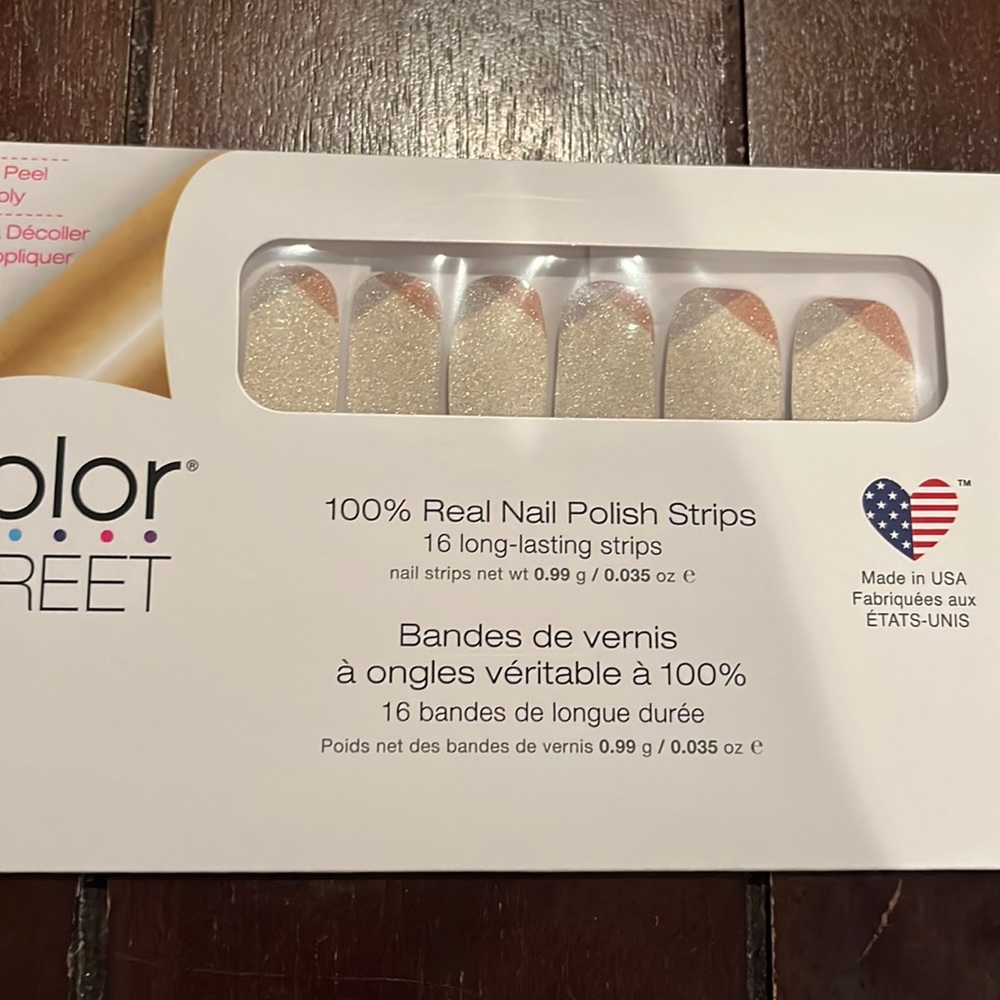 Peel
Décoller
100% Real Nail Polish Strips
16 long-lasting strips
nail strips net wt 0.99 g / 0.035 oz ℮
Bandes de vernis
à ongles véritable à 100%
16 bandes de longue durée
Poids net des bandes de vernis 0.99 g / 0.035 oz ℮
olor®
REET
™
Made in USA
Fabriquées aux
ÉTATS-UNIS